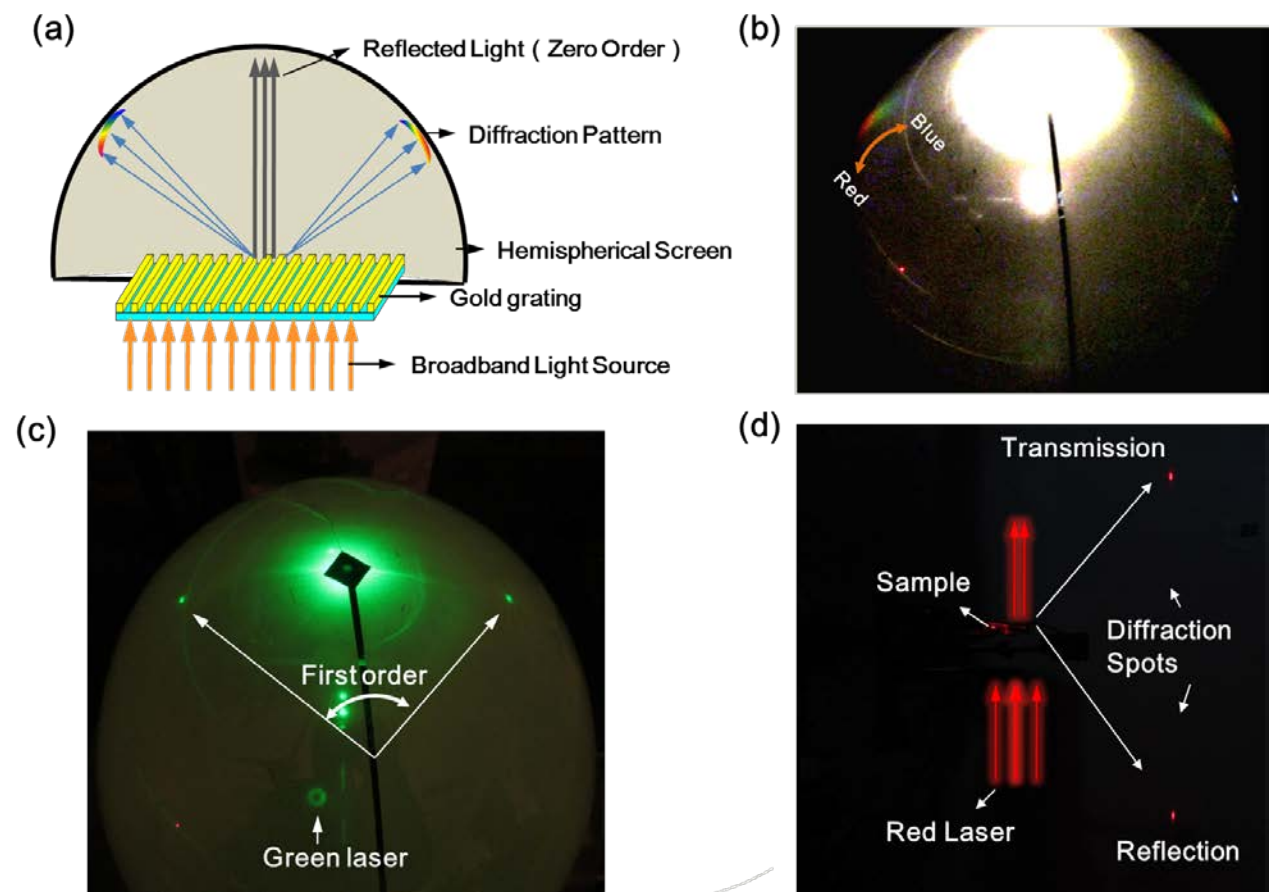 (a)
Reflected Light ( Zero Order )
Diffraction Pattern
Hemispherical Screen
Gold grating
Broadband Light Source
(b)
Blue
Red
(c)
First order
Green laser
(d)
Transmission
Sample
Diffraction
Spots
Red Laser
Reflection